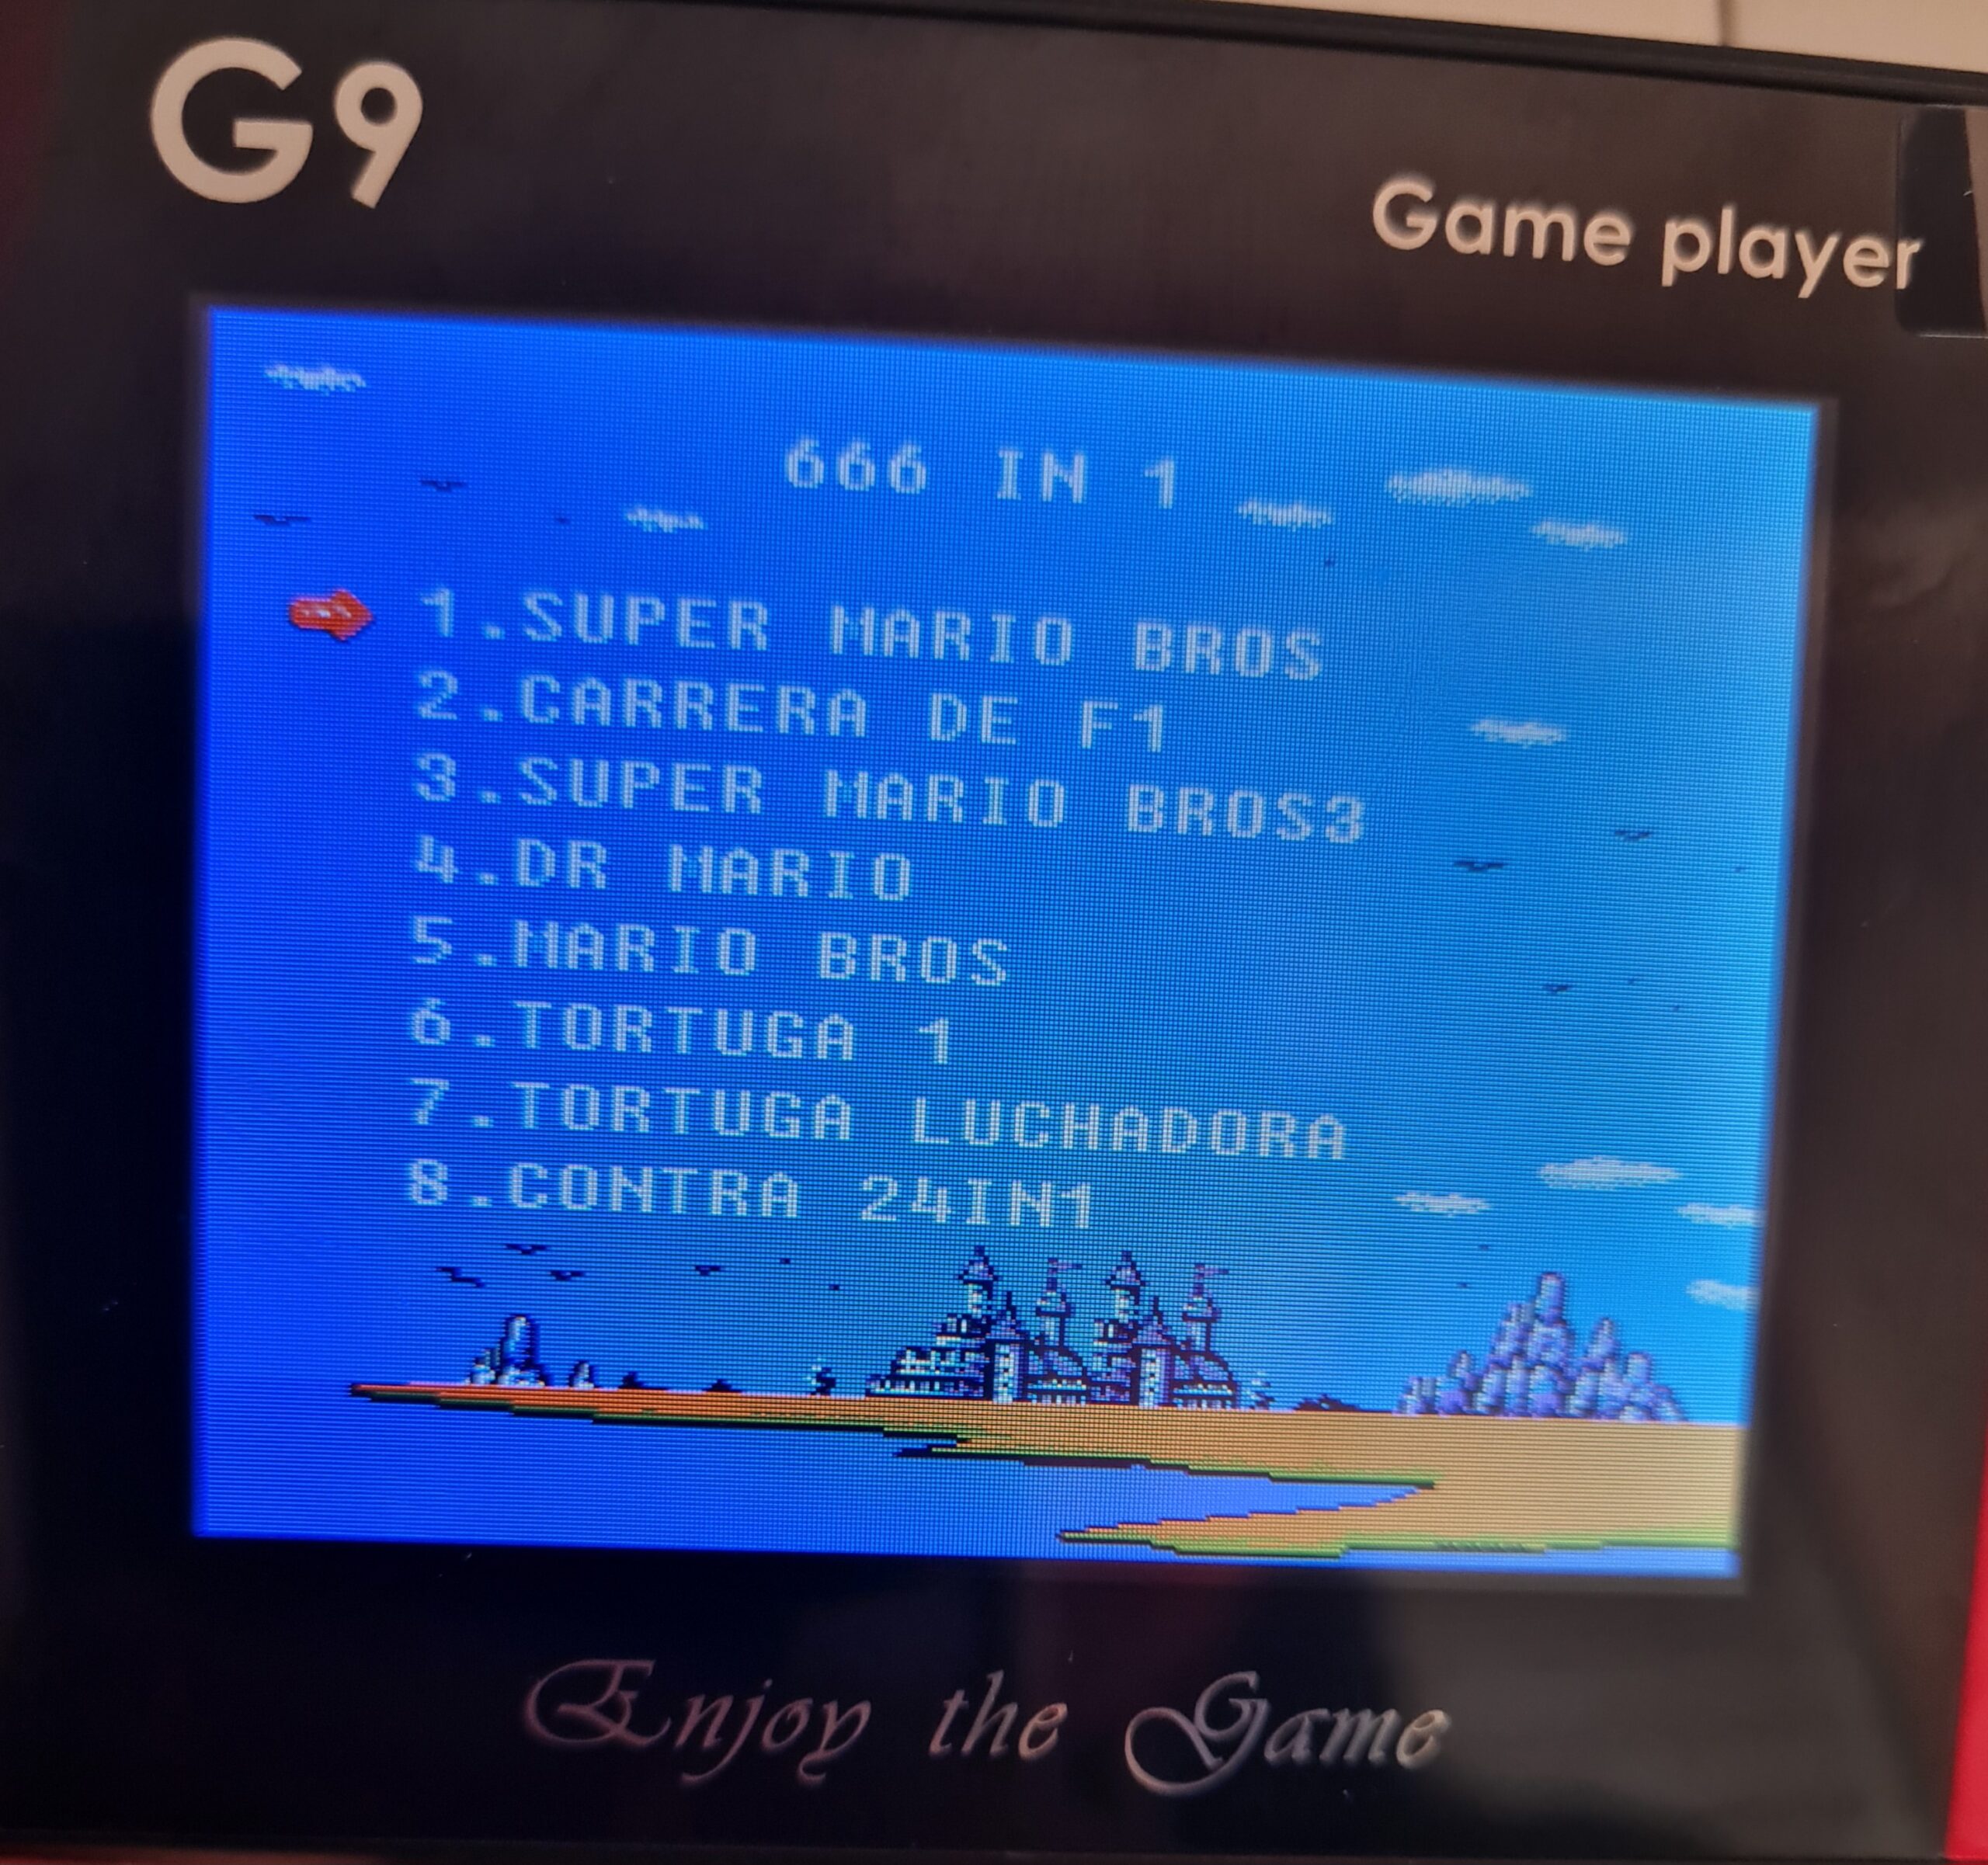 G9
Game player
666 IN 1
1.SUPER MARIO BROS
2.CARRERA DE F1
3.SUPER MARIO BROS3
4.DR MARIO
5.MARIO BROS
6.TORTUGA 1
7.TORTUGA LUCHADORA
8.CONTRA 24IN1
Enjoy the Game